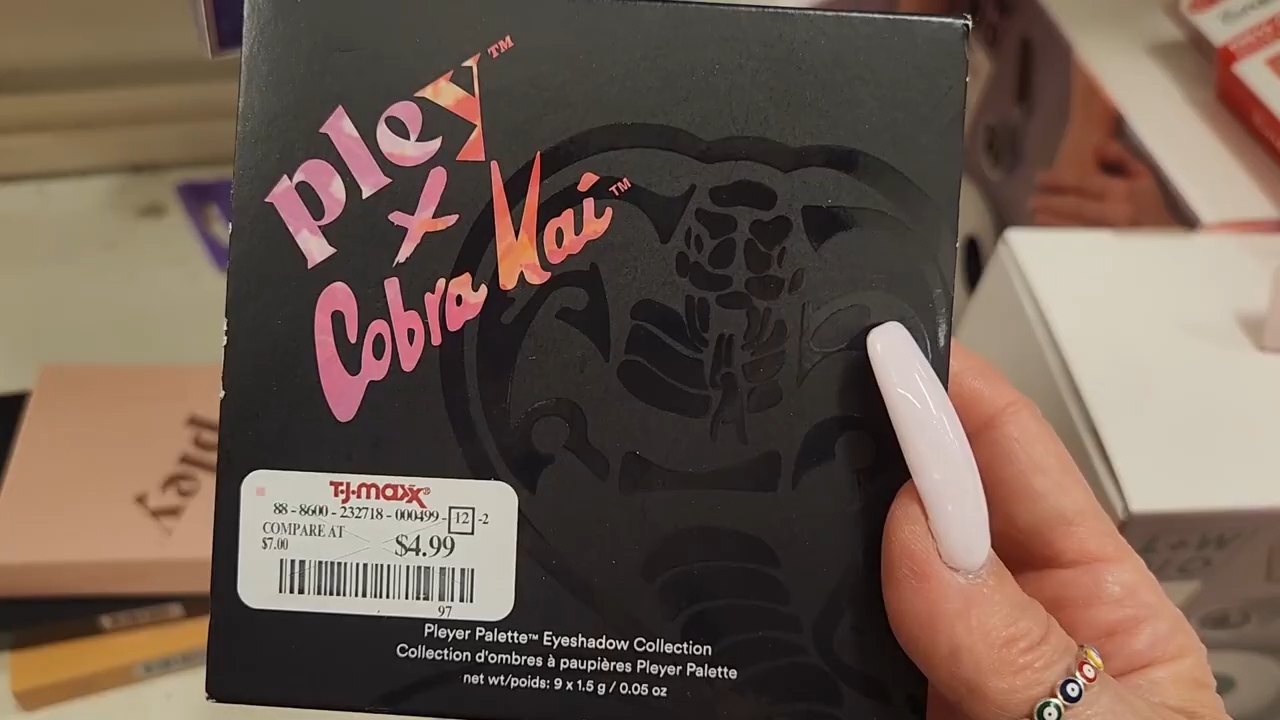 pley™
x
Cobra Kai™
T·J·maxx®
88 - 8600 - 232718 - 000499 - 12 -2
COMPARE AT
$7.00
$4.99
97
Pleyer Palette™ Eyeshadow Collection
Collection d'ombres à paupières Pleyer Palette
net wt/poids: 9 x 1.5 g / 0.05 oz
pley